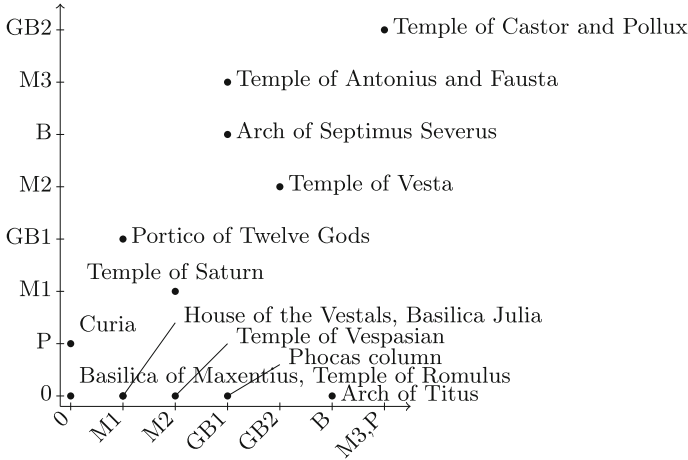 GB2
Temple of Castor and Pollux
M3
Temple of Antonius and Fausta
B
Arch of Septimus Severus
M2
Temple of Vesta
GB1
Portico of Twelve Gods
Temple of Saturn
M1
House of the Vestals, Basilica Julia
Curia
Temple of Vespasian
P
Phocas column
Basilica of Maxentius, Temple of Romulus
0
Arch of Titus
0
M1
M2
GB1
GB2
B
M3,P